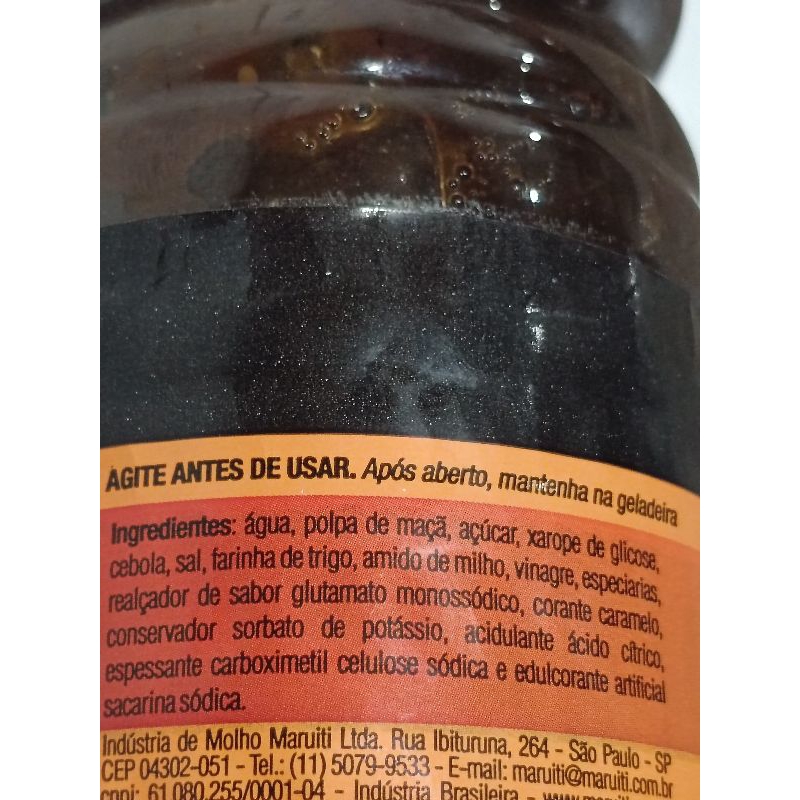 AGITE ANTES DE USAR. Após aberto, mantenha na geladeira
Ingredientes: água, polpa de maçã, açúcar, xarope de glicose,
cebola, sal, farinha de trigo, amido de milho, vinagre, especiarias,
realçador de sabor glutamato monossódico, corante caramelo,
conservador sorbato de potássio, acidulante ácido cítrico,
espessante carboximetil celulose sódica e edulcorante artificial
sacarina sódica.
Indústria de Molho Maruiti Ltda. Rua Ibituruna, 264 - São Paulo - SP
CEP 04302-051 - Tel.: (11) 5079-9533 - E-mail: maruiti@maruiti.com.br
cnpj: 61.080.255/0001-04 - Indústria Brasileira -